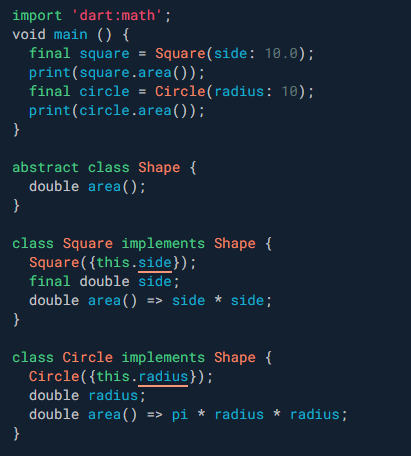 import 'dart:math';
void main () {
  final square = Square(side: 10.0);
  print(square.area());
  final circle = Circle(radius: 10);
  print(circle.area());
}

abstract class Shape {
  double area();
}

class Square implements Shape {
  Square({this.side});
  final double side;
  double area() => side * side;
}

class Circle implements Shape {
  Circle({this.radius});
  double radius;
  double area() => pi * radius * radius;
}